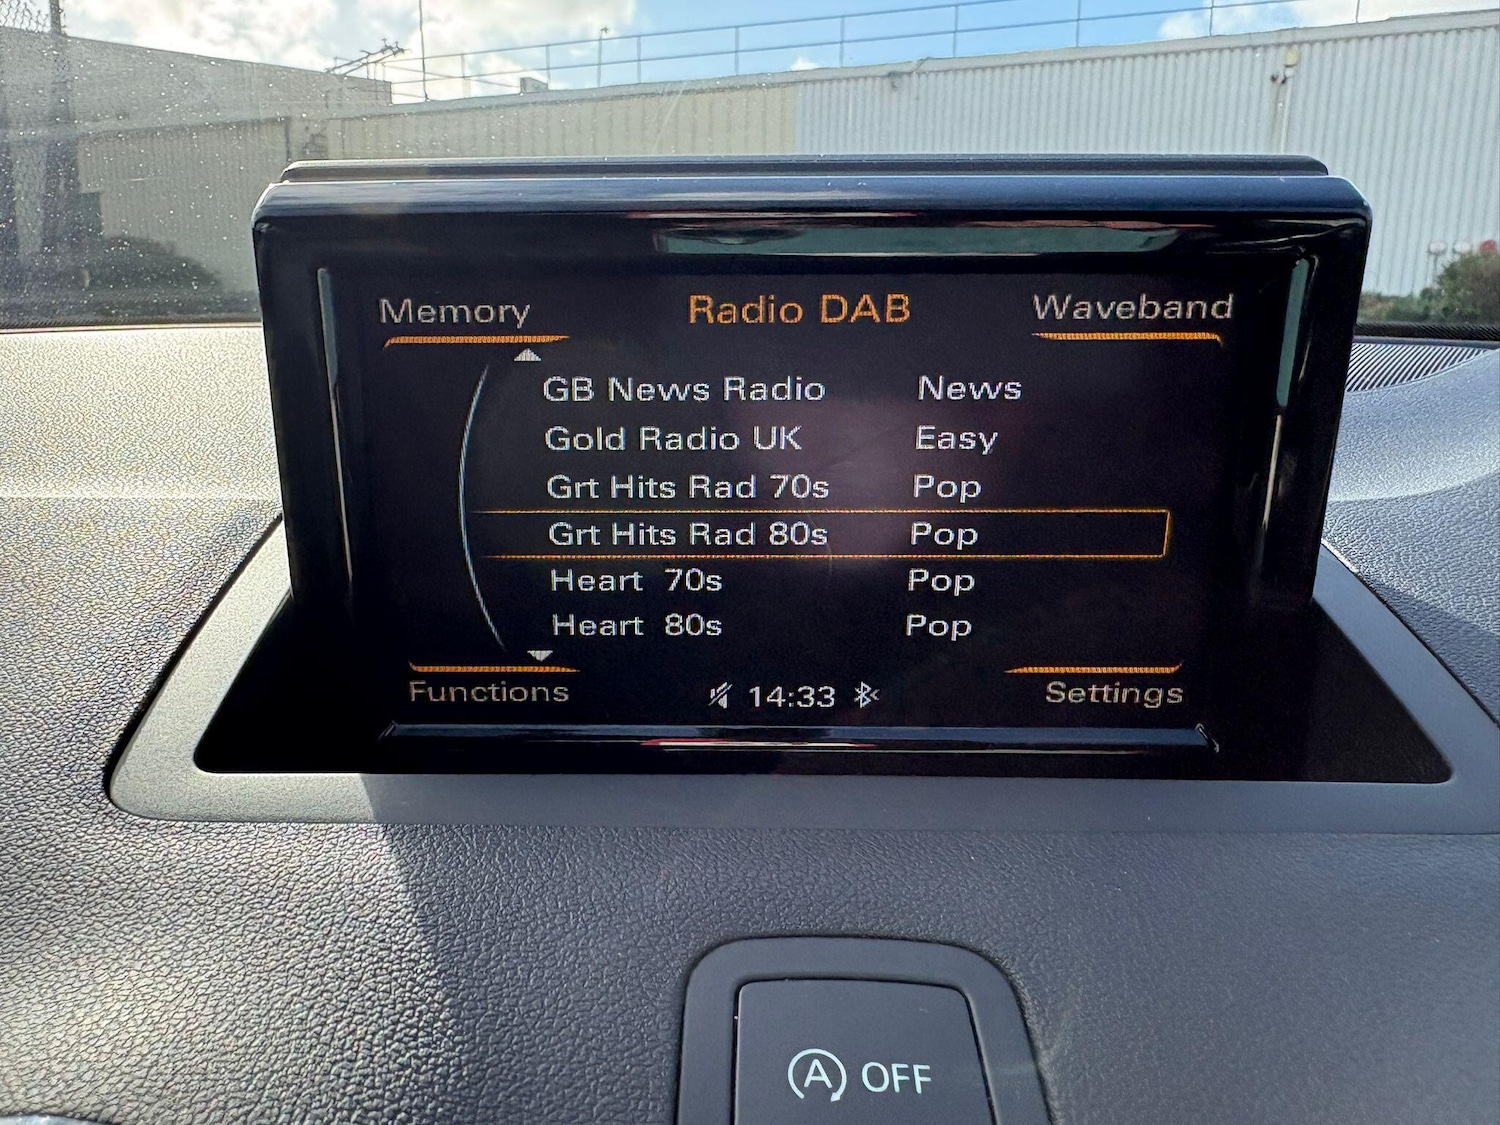 Memory Radio DAB Waveband
GB News Radio News
Gold Radio UK Easy
Grt Hits Rad 70s Pop
Grt Hits Rad 80s Pop
Heart 70s Pop
Heart 80s Pop
Functions 14:33 Settings
A OFF